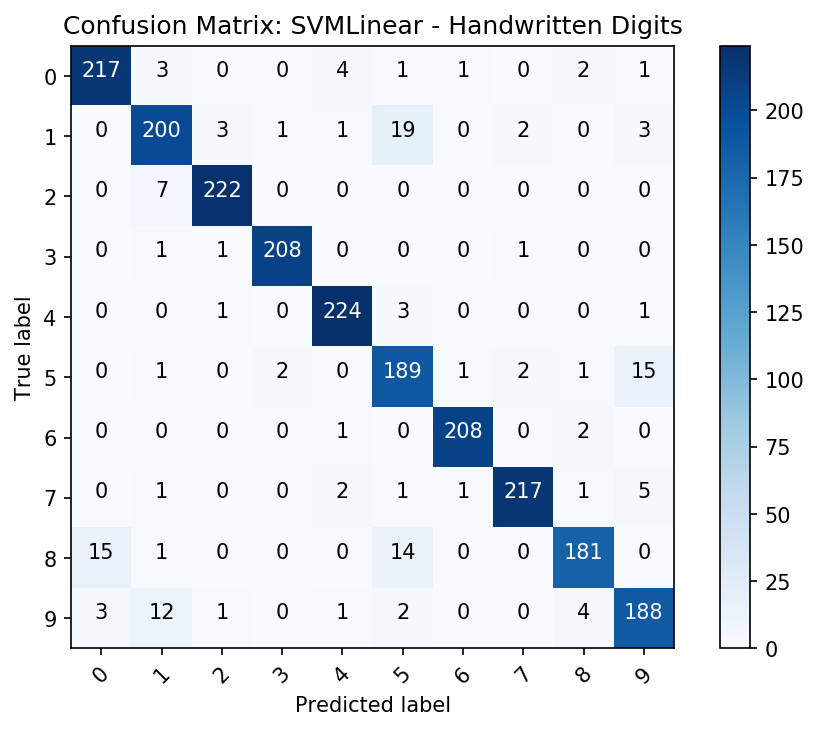 Confusion Matrix: SVMLinear - Handwritten Digits
0 217 3 0 0 4 1 1 0 2 1
1 0 200 3 1 1 19 0 2 0 3
2 0 7 222 0 0 0 0 0 0 0
3 0 1 1 208 0 0 0 1 0 0
4 0 0 1 0 224 3 0 0 0 1
5 0 1 0 2 0 189 1 2 1 15
6 0 0 0 0 1 0 208 0 2 0
7 0 1 0 0 2 1 1 217 1 5
8 15 1 0 0 0 14 0 0 181 0
9 3 12 1 0 1 2 0 0 4 188
0 1 2 3 4 5 6 7 8 9
Predicted label
True label
200
175
150
125
100
75
50
25
0